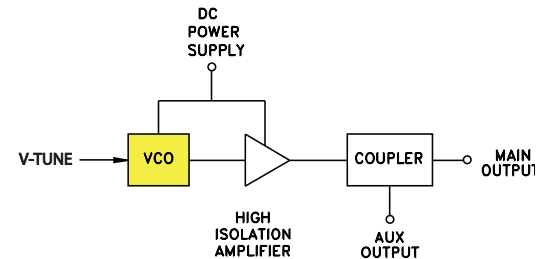 DC
POWER
SUPPLY
V-TUNE
VCO
COUPLER
MAIN
OUTPUT
HIGH
ISOLATION
AMPLIFIER
AUX
OUTPUT